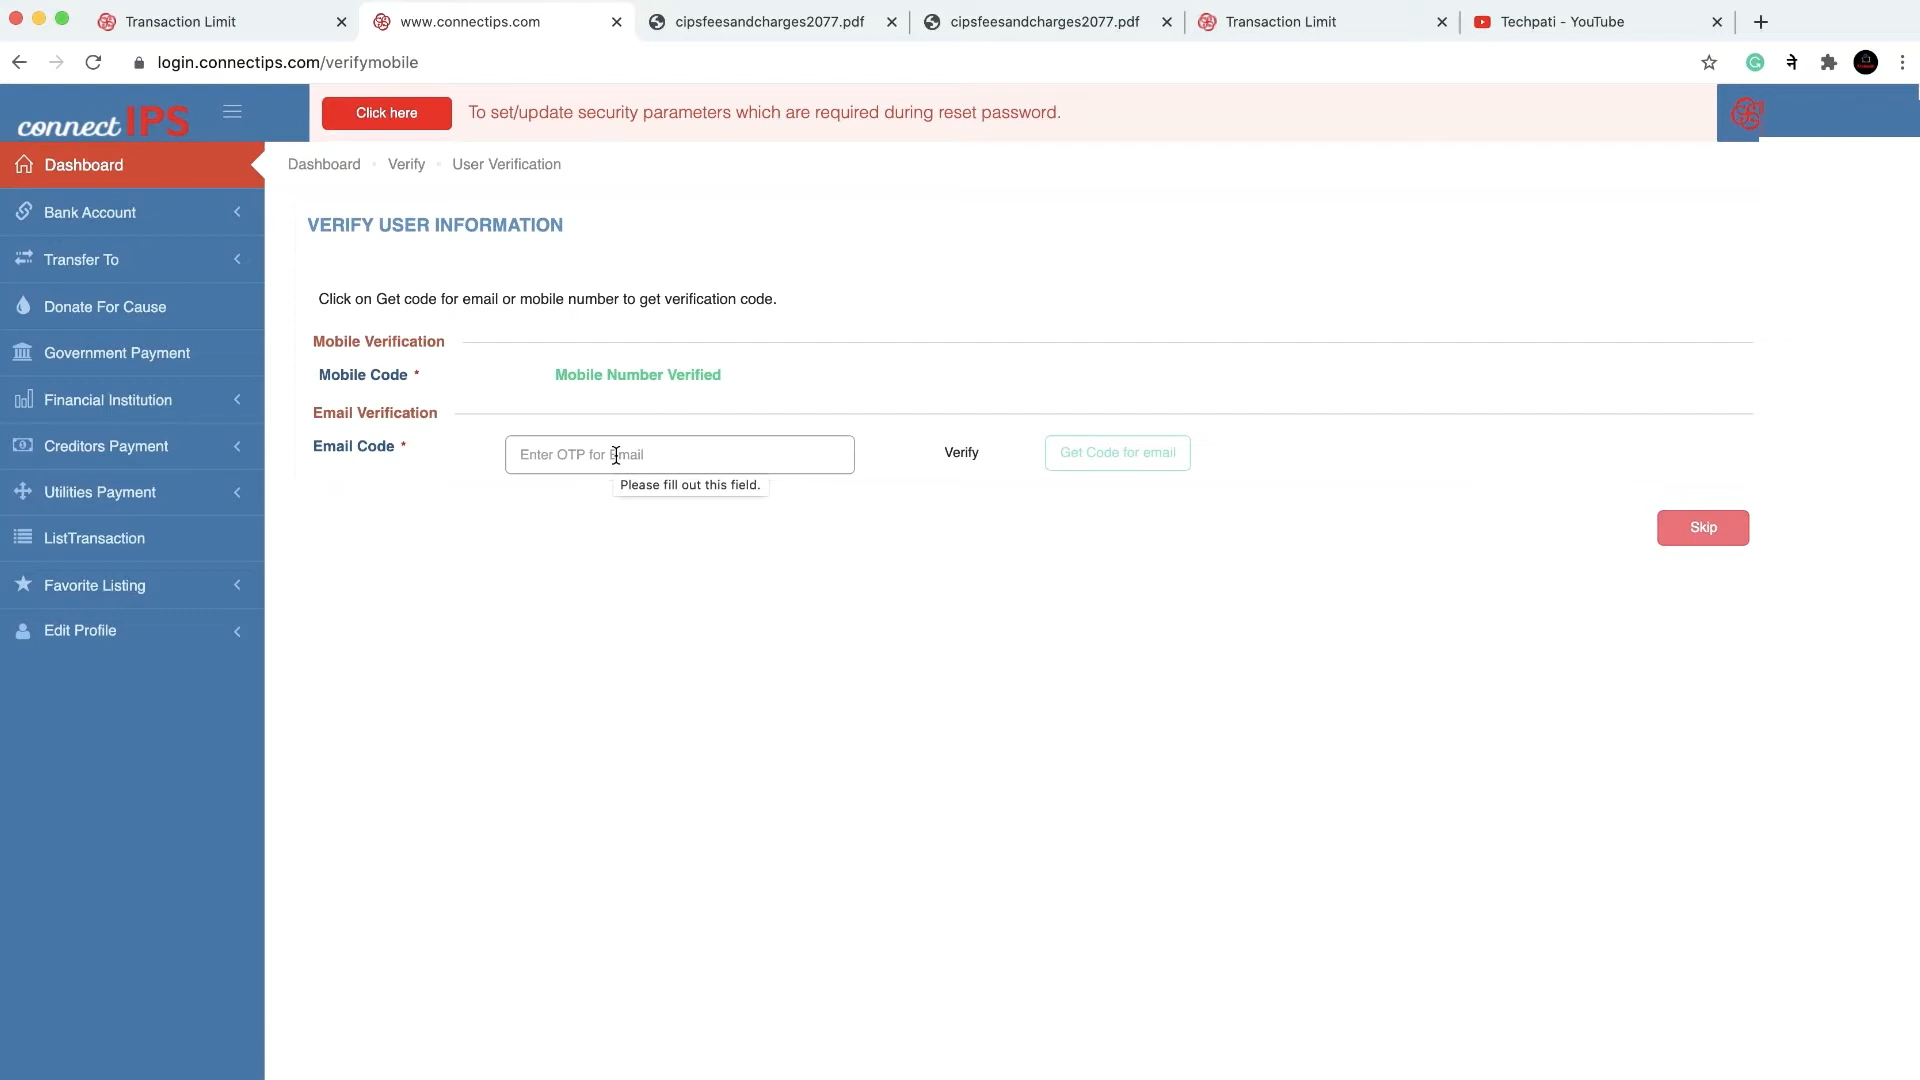 Transaction Limit
www.connectips.com
cipsfeesandcharges2077.pdf
cipsfeesandcharges2077.pdf
Transaction Limit
Techpati - YouTube
login.connectips.com/verifymobile
ने
connectIPS
Click here
To set/update security parameters which are required during reset password.
Dashboard
Bank Account
Transfer To
Donate For Cause
Government Payment
Financial Institution
Creditors Payment
Utilities Payment
ListTransaction
Favorite Listing
Edit Profile
Dashboard • Verify • User Verification
VERIFY USER INFORMATION
Click on Get code for email or mobile number to get verification code.
Mobile Verification
Mobile Code * Mobile Number Verified
Email Verification
Email Code * Enter OTP for Email Verify Get Code for email
Please fill out this field.
Skip